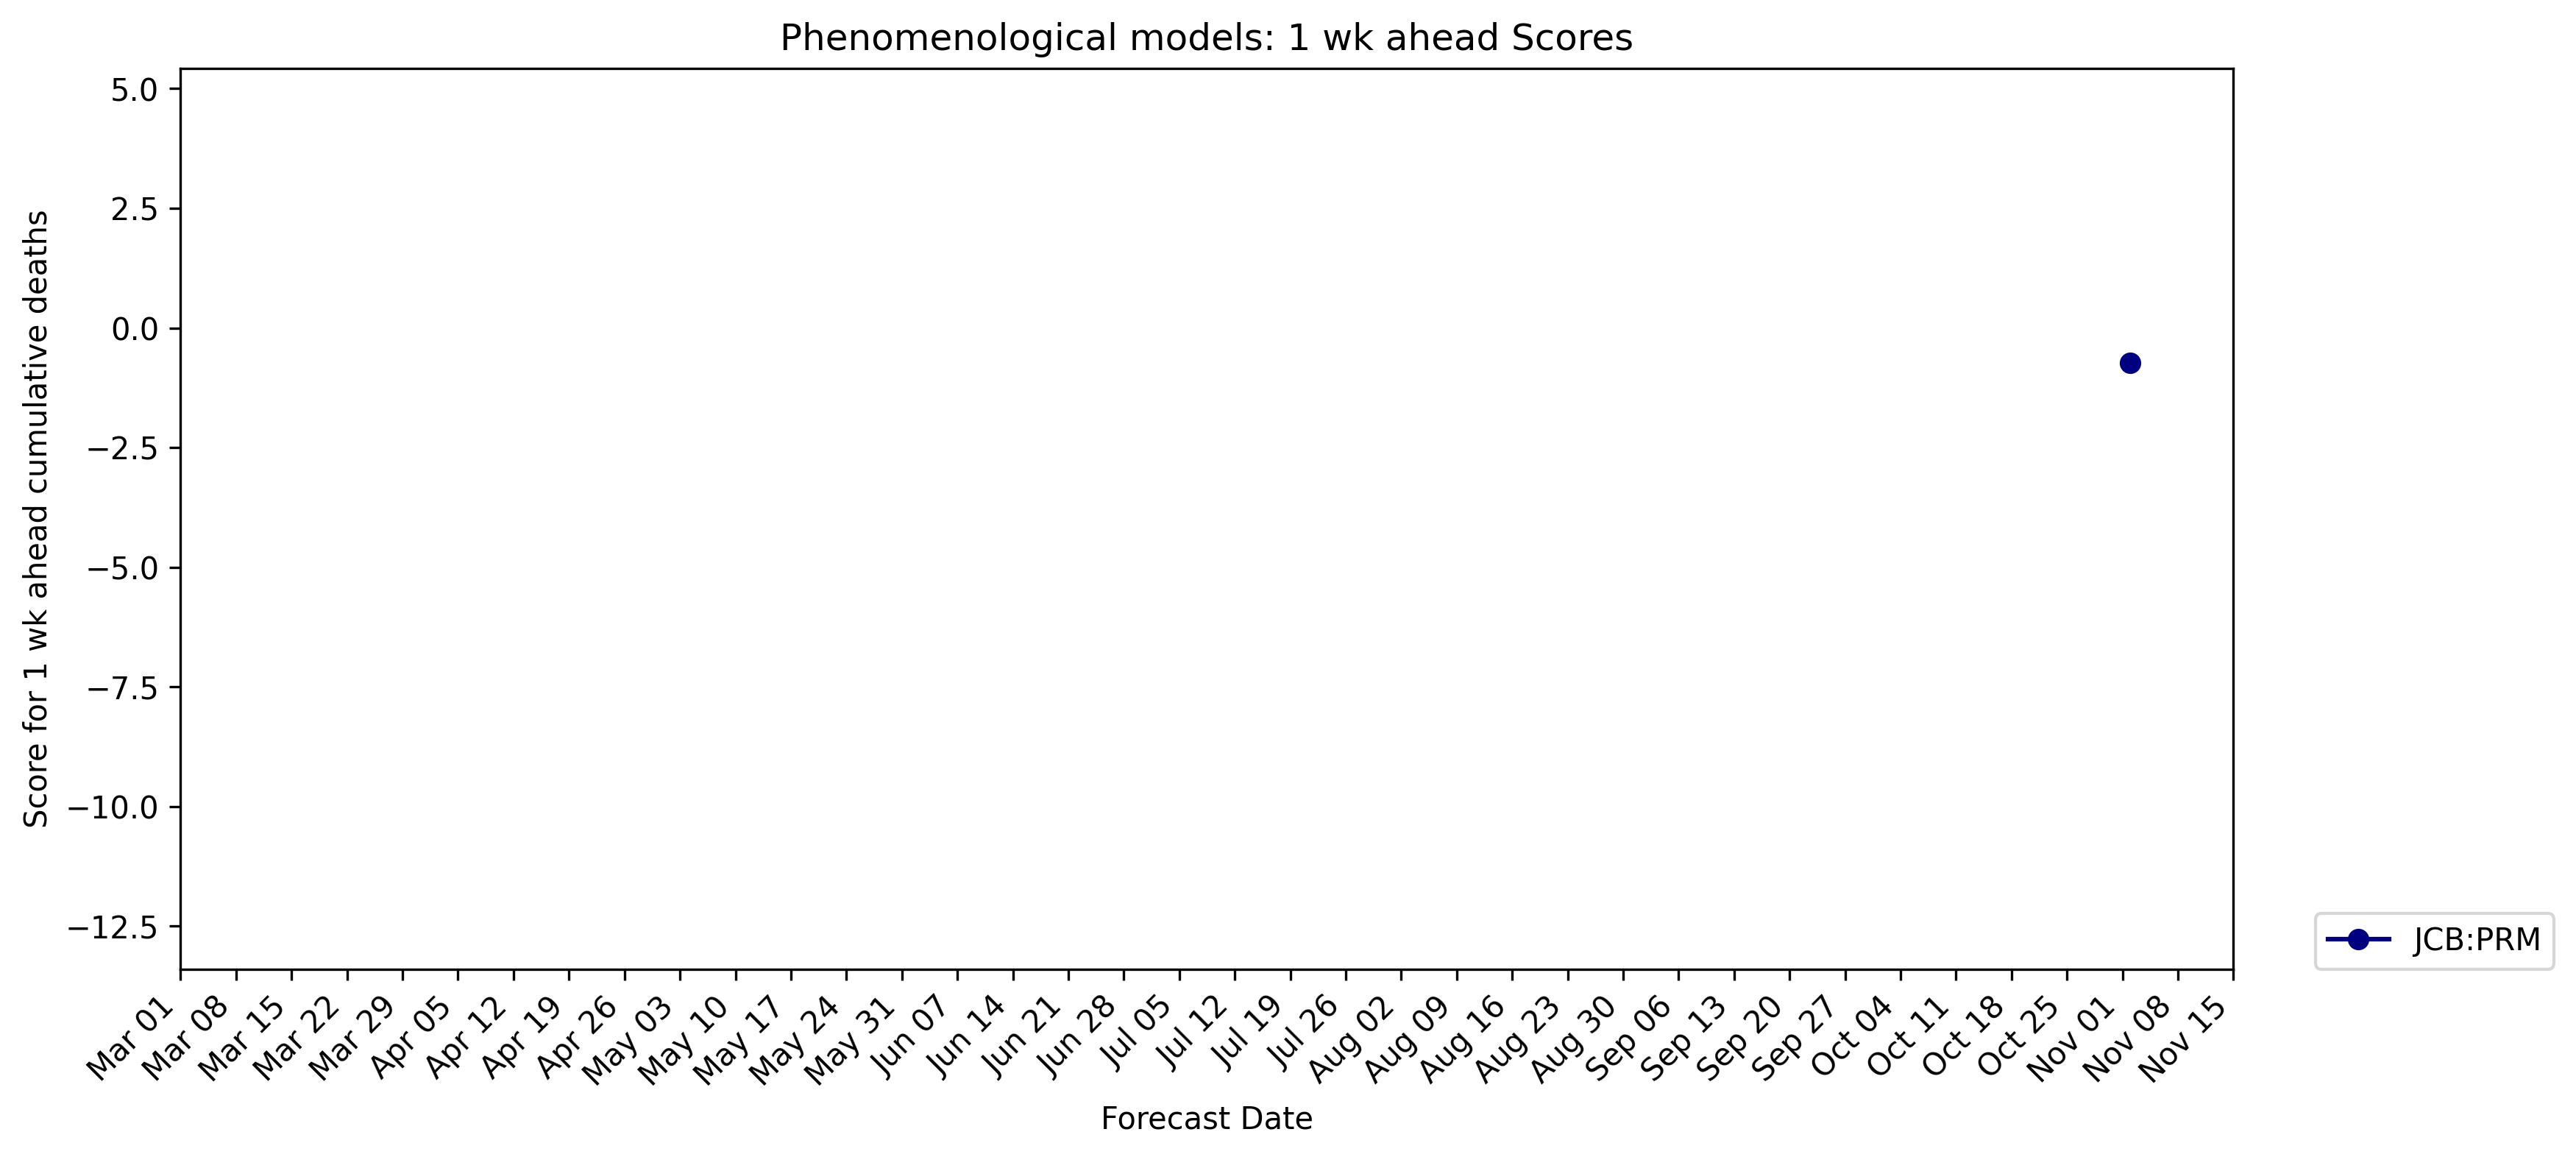 Phenomenological models: 1 wk ahead Scores
Score for 1 wk ahead cumulative deaths
5.0
2.5
0.0
−2.5
−5.0
−7.5
−10.0
−12.5
JCB:PRM
Mar 01
Mar 08
Mar 15
Mar 22
Mar 29
Apr 05
Apr 12
Apr 19
Apr 26
May 03
May 10
May 17
May 24
May 31
Jun 07
Jun 14
Jun 21
Jun 28
Jul 05
Jul 12
Jul 19
Jul 26
Aug 02
Aug 09
Aug 16
Aug 23
Aug 30
Sep 06
Sep 13
Sep 20
Sep 27
Oct 04
Oct 11
Oct 18
Oct 25
Nov 01
Nov 08
Nov 15
Forecast Date